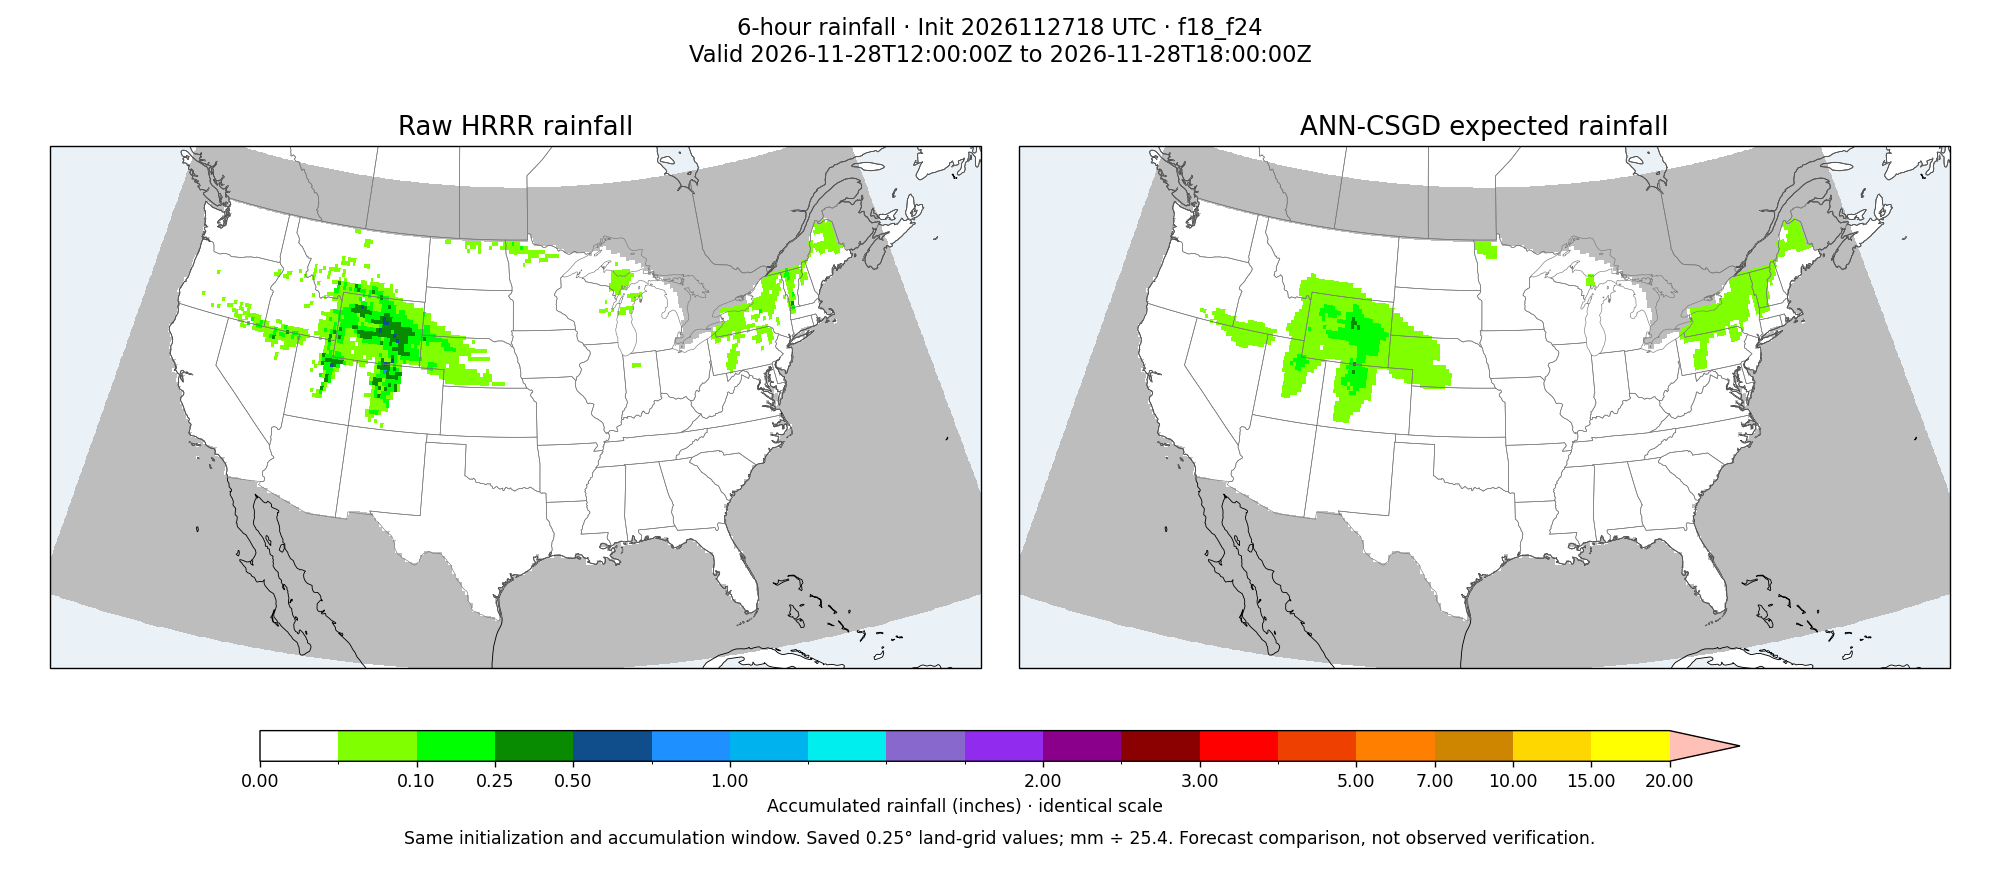 6-hour rainfall · Init 2026112718 UTC · f18_f24
Valid 2026-11-28T12:00:00Z to 2026-11-28T18:00:00Z
Raw HRRR rainfall
ANN-CSGD expected rainfall
0.00 0.10 0.25 0.50 1.00 2.00 3.00 5.00 7.00 10.00 15.00 20.00
Accumulated rainfall (inches) · identical scale
Same initialization and accumulation window. Saved 0.25° land-grid values; mm ÷ 25.4. Forecast comparison, not observed verification.